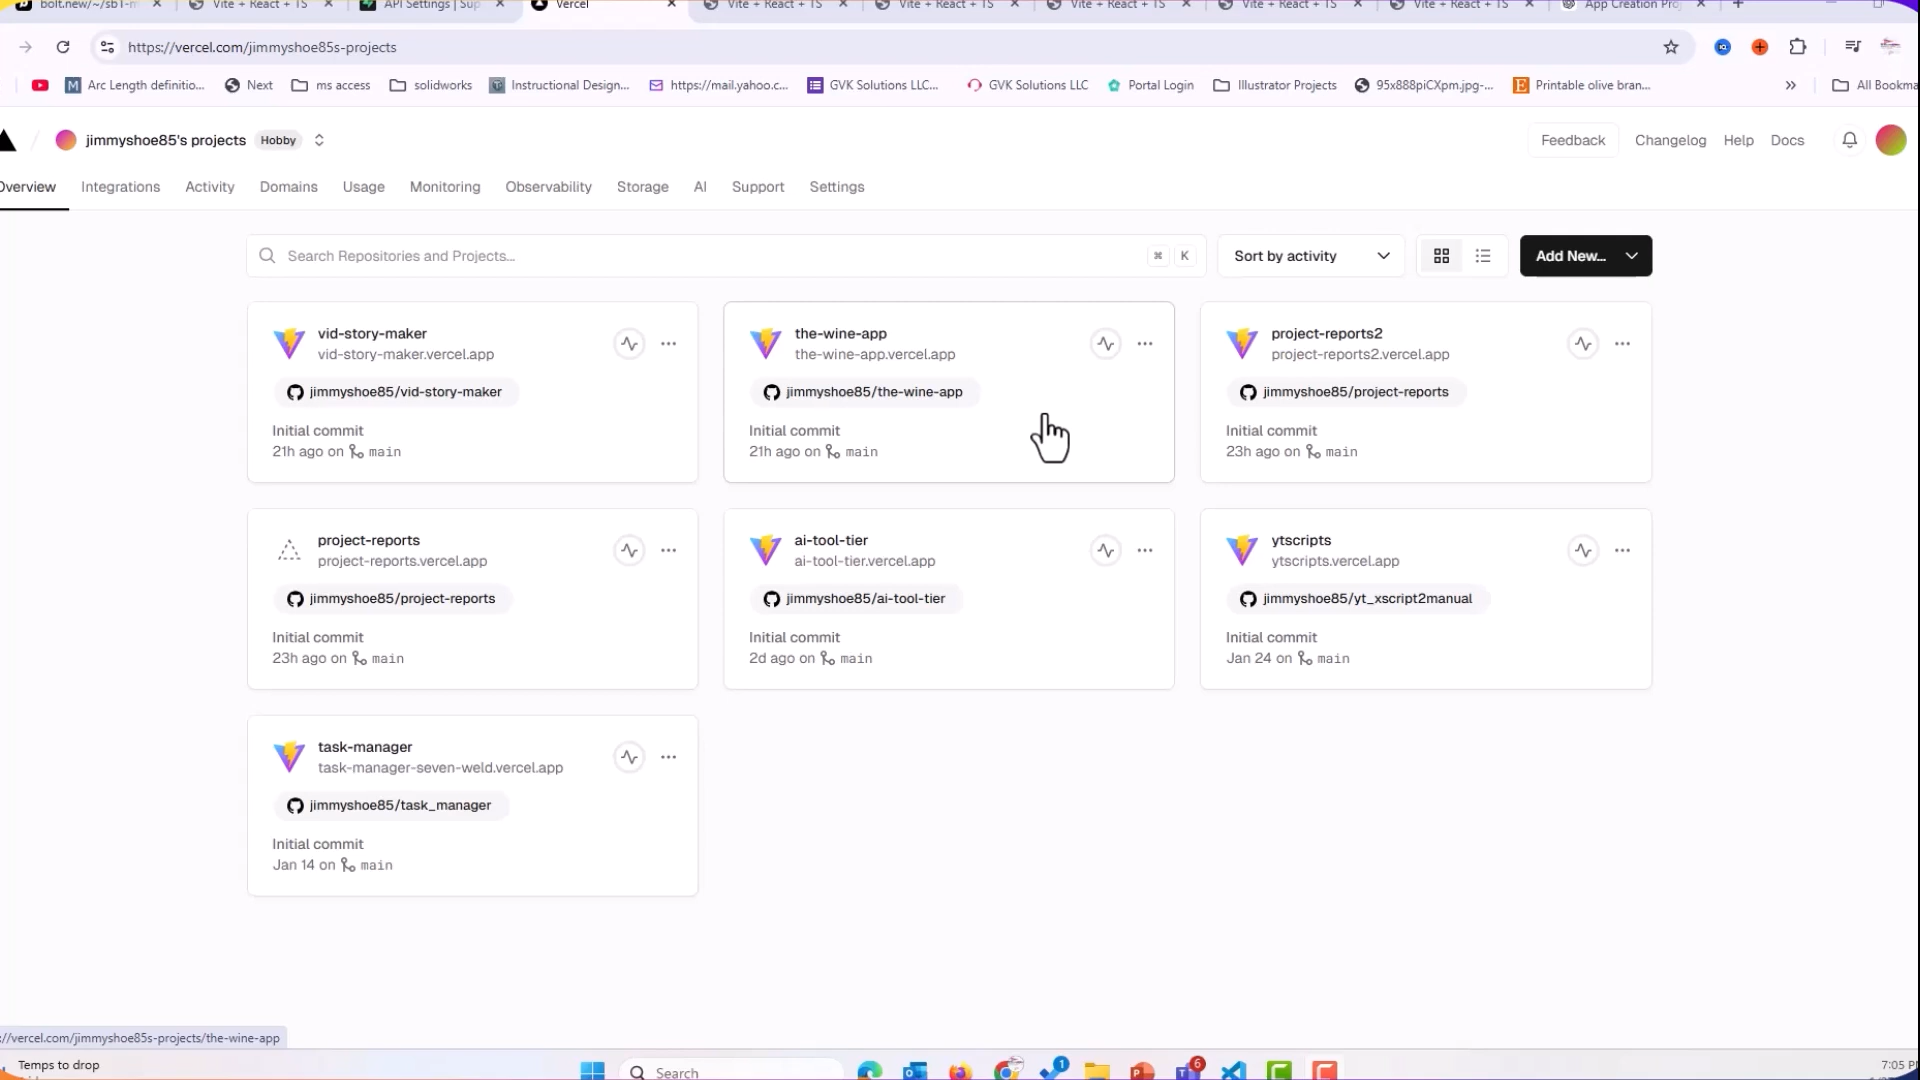 bolt.new/~/sb1-m
Vite + React + TS
API Settings | Sup
Vercel
Vite + React + TS
Vite + React + TS
Vite + React + TS
Vite + React + TS
Vite + React + TS
App Creation Pro
https://vercel.com/jimmyshoe85s-projects
Arc Length definitio...
Next
ms access
solidworks
Instructional Design...
https://mail.yahoo.c...
GVK Solutions LLC...
GVK Solutions LLC
Portal Login
Illustrator Projects
95x888piCXpm.jpg-...
Printable olive bran...
»
All Bookma
jimmyshoe85's projects
Hobby
Feedback
Changelog
Help
Docs
Overview
Integrations
Activity
Domains
Usage
Monitoring
Observability
Storage
AI
Support
Settings
Search Repositories and Projects...
⌘ K
Sort by activity
Add New...
vid-story-maker
vid-story-maker.vercel.app
jimmyshoe85/vid-story-maker
Initial commit
21h ago on main
the-wine-app
the-wine-app.vercel.app
jimmyshoe85/the-wine-app
Initial commit
21h ago on main
project-reports2
project-reports2.vercel.app
jimmyshoe85/project-reports
Initial commit
23h ago on main
project-reports
project-reports.vercel.app
jimmyshoe85/project-reports
Initial commit
23h ago on main
ai-tool-tier
ai-tool-tier.vercel.app
jimmyshoe85/ai-tool-tier
Initial commit
2d ago on main
ytscripts
ytscripts.vercel.app
jimmyshoe85/yt_xscript2manual
Initial commit
Jan 24 on main
task-manager
task-manager-seven-weld.vercel.app
jimmyshoe85/task_manager
Initial commit
Jan 14 on main
://vercel.com/jimmyshoe85s-projects/the-wine-app
Temps to drop
Search
1
6
7:05 P